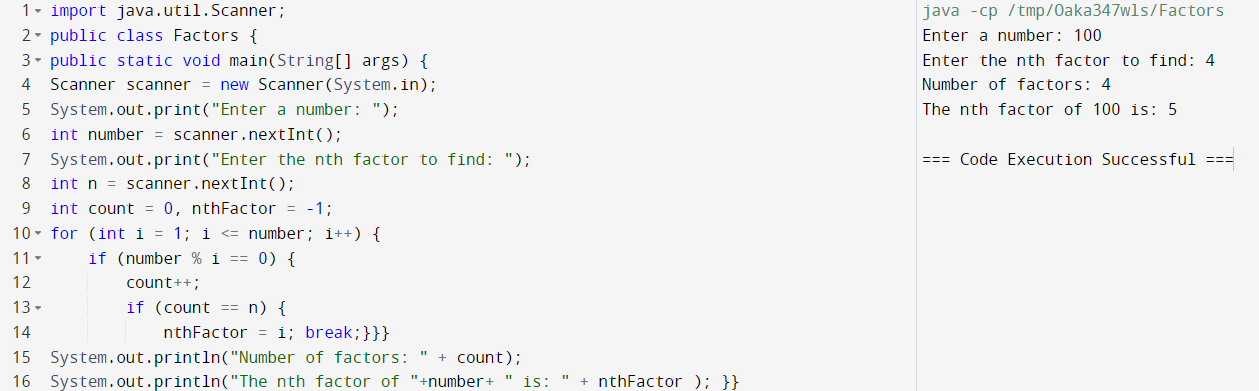 1 import java.util.Scanner;
2 public class Factors {
3 public static void main(String[] args) {
4 Scanner scanner = new Scanner(System.in);
5 System.out.print("Enter a number: ");
6 int number = scanner.nextInt();
7 System.out.print("Enter the nth factor to find: ");
8 int n = scanner.nextInt();
9 int count = 0, nthFactor = -1;
10 for (int i = 1; i <= number; i++) {
11     if (number % i == 0) {
12         count++;
13         if (count == n) {
14             nthFactor = i; break;}}}
15 System.out.println("Number of factors: " + count);
16 System.out.println("The nth factor of "+number+ " is: " + nthFactor ); }}
java -cp /tmp/Oaka347wls/Factors
Enter a number: 100
Enter the nth factor to find: 4
Number of factors: 4
The nth factor of 100 is: 5
=== Code Execution Successful ===